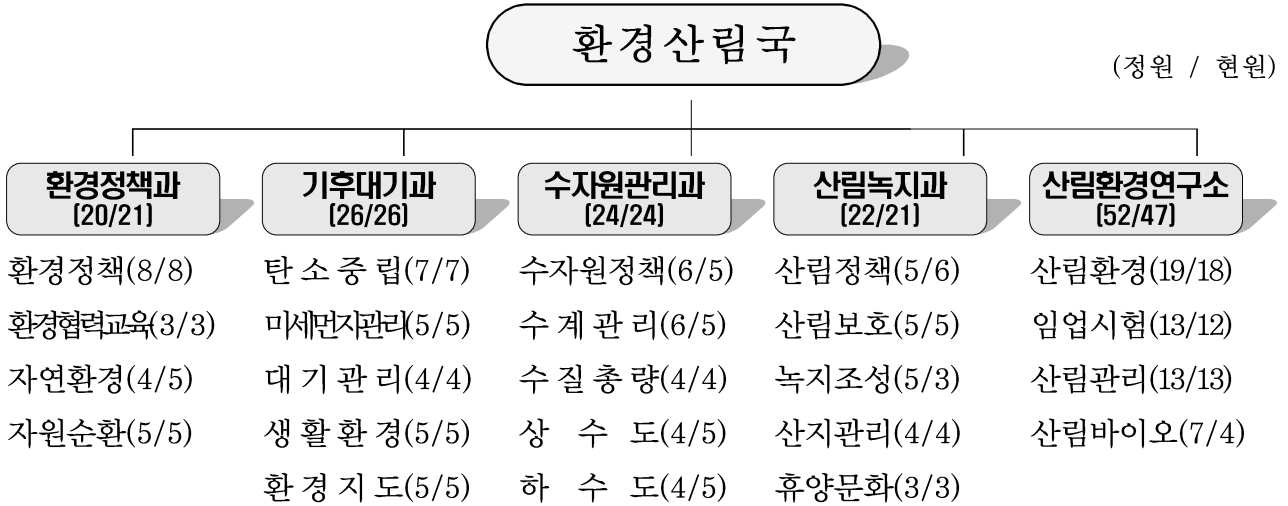 환경산림국
(정원 / 현원)
환경정책과
(20/21)
환경정책(8/8)
환경협력교육(3/3)
자연환경(4/5)
자원순환(5/5)
기후대기과
(26/26)
탄소중립(7/7)
미세먼지관리(5/5)
대기관리(4/4)
생활환경(5/5)
환경지도(5/5)
수자원관리과
(24/24)
수자원정책(6/5)
수계관리(6/5)
수질총량(4/4)
상 수 도(4/5)
하 수 도(4/5)
산림녹지과
(22/21)
산림정책(5/6)
산림보호(5/5)
녹지조성(5/3)
산지관리(4/4)
휴양문화(3/3)
산림환경연구소
(52/47)
산림환경(19/18)
임업시험(13/12)
산림관리(13/13)
산림바이오(7/4)